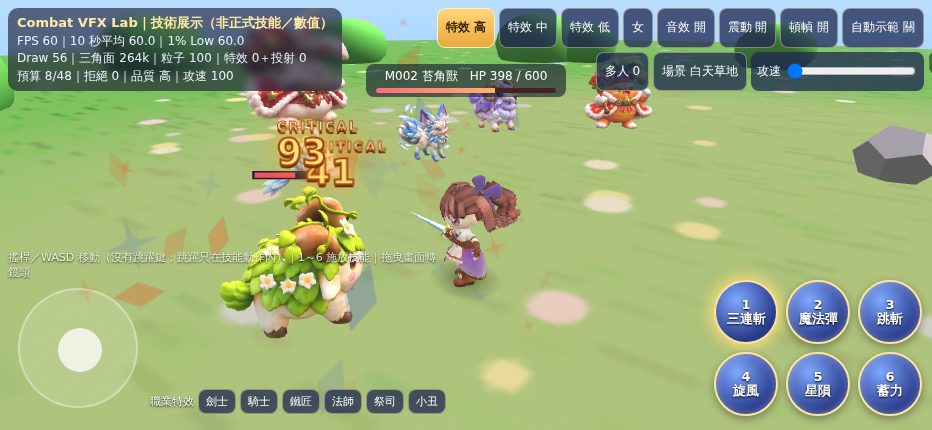 Combat VFX Lab｜技術展示（非正式技能／數值）
FPS 60｜10 秒平均 60.0｜1% Low 60.0
Draw 56｜三角面 264k｜粒子 100｜特效 0＋投射 0
預算 8/48｜拒絕 0｜品質 高｜攻速 100
特效 高
特效 中
特效 低
女
音效 開
震動 開
頓幀 開
自動示範 關
多人 0
場景 白天草地
攻速
M002 苔角獸 HP 398 / 600
CRITICAL
93
41
搖桿／WASD 移動（沒有跳躍鍵；跳躍只在技能動作內）｜1～6 施放技能｜拖曳畫面轉
鏡頭
1
三連斬
2
魔法彈
3
跳斬
4
旋風
5
星隕
6
蓄力
職業特效
劍士
騎士
鐵匠
法師
祭司
小丑